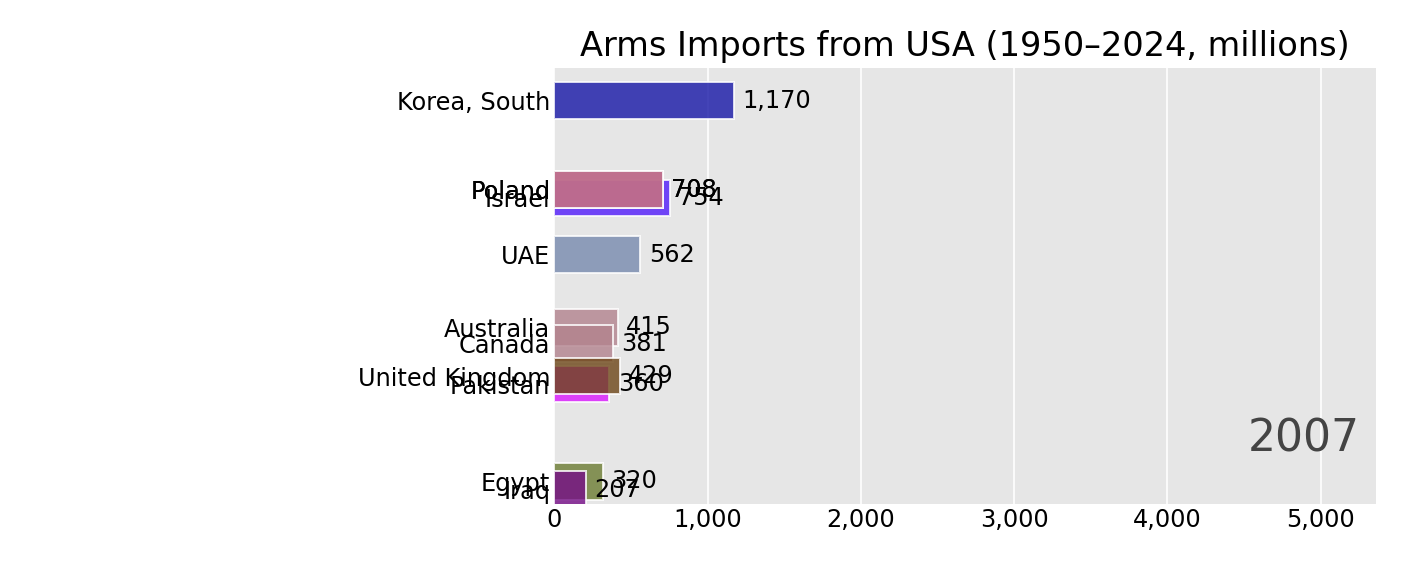 Arms Imports from USA (1950–2024, millions)
Korea, South 1,170
Poland 708
Israel 754
UAE 562
Australia 415
Canada 381
United Kingdom 429
Pakistan 360
2007
Egypt 320
Iraq 207
0 1,000 2,000 3,000 4,000 5,000